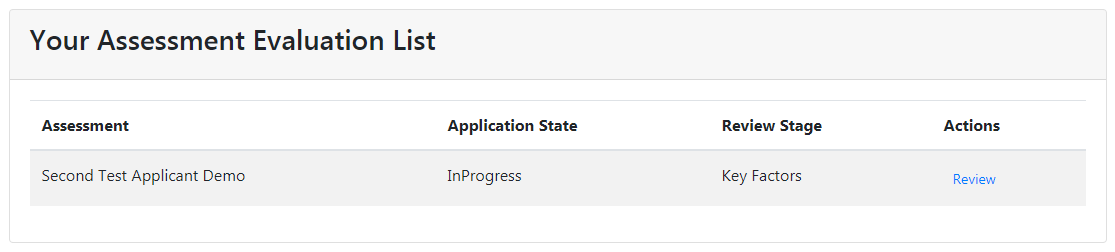 Your Assessment Evaluation List
Assessment Application State Review Stage Actions
Second Test Applicant Demo InProgress Key Factors Review